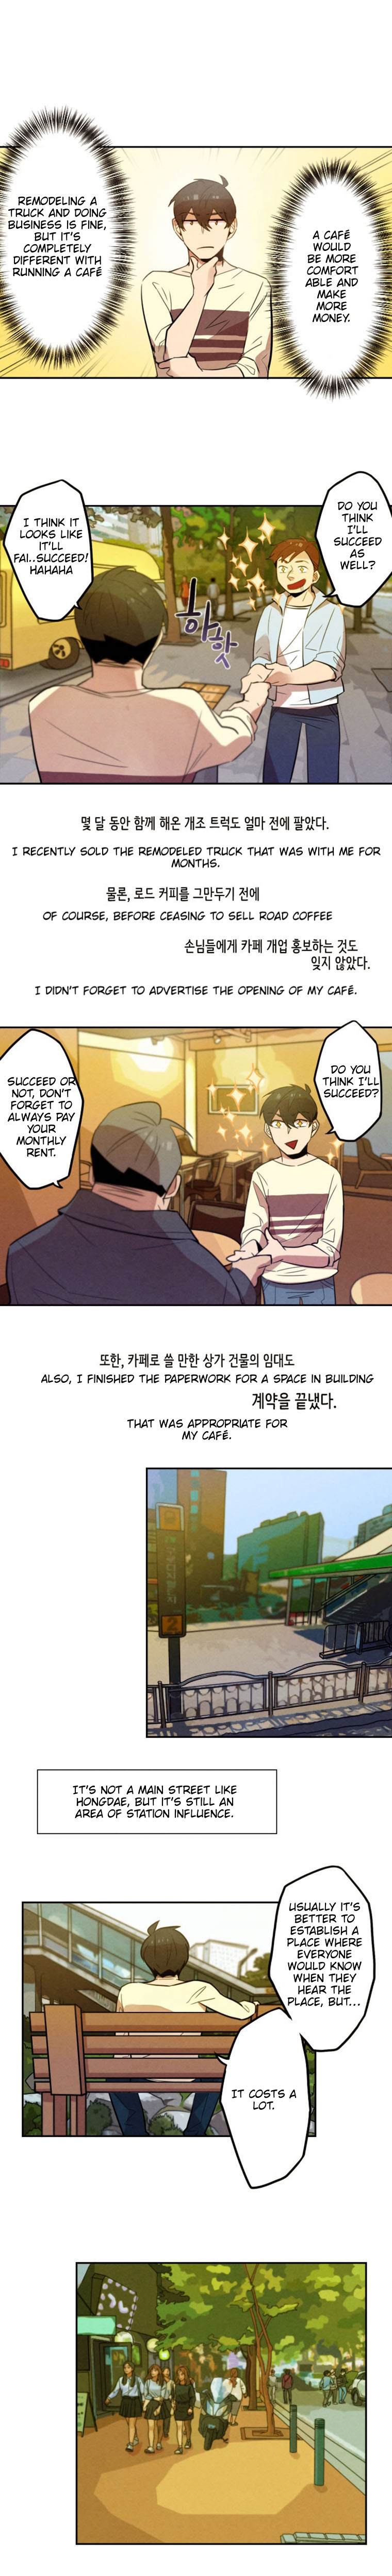 REMODELING A
TRUCK AND DOING
BUSINESS IS FINE,
BUT IT'S
COMPLETELY
DIFFERENT WITH
RUNNING A CAFÉ
A CAFÉ
WOULD
BE MORE
COMFORT
ABLE AND
MAKE
MORE
MONEY.
DO YOU
THINK
I'LL
SUCCEED
AS
WELL?
I THINK IT
LOOKS LIKE
IT'LL
FAI..SUCCEED!
HAHAHA
하핫
몇 달 동안 함께 해온 개조 트럭도 얼마 전에 팔았다.
I RECENTLY SOLD THE REMODELED TRUCK THAT WAS WITH ME FOR
MONTHS.
물론, 로드 커피를 그만두기 전에
OF COURSE, BEFORE CEASING TO SELL ROAD COFFEE
손님들에게 카페 개업 홍보하는 것도
잊지 않았다.
I DIDN'T FORGET TO ADVERTISE THE OPENING OF MY CAFÉ.
DO YOU
THINK I'LL
SUCCEED?
SUCCEED OR
NOT, DON'T
FORGET TO
ALWAYS PAY
YOUR
MONTHLY
RENT.
또한, 카페로 쓸 만한 상가 건물의 임대도
ALSO, I FINISHED THE PAPERWORK FOR A SPACE IN BUILDING
계약을 끝냈다.
THAT WAS APPROPRIATE FOR
MY CAFÉ.
2
IT'S NOT A MAIN STREET LIKE
HONGDAE, BUT IT'S STILL AN
AREA OF STATION INFLUENCE.
USUALLY IT'S
BETTER TO
ESTABLISH A
PLACE WHERE
EVERYONE
WOULD KNOW
WHEN THEY
HEAR THE
PLACE, BUT...
IT COSTS A
LOT.